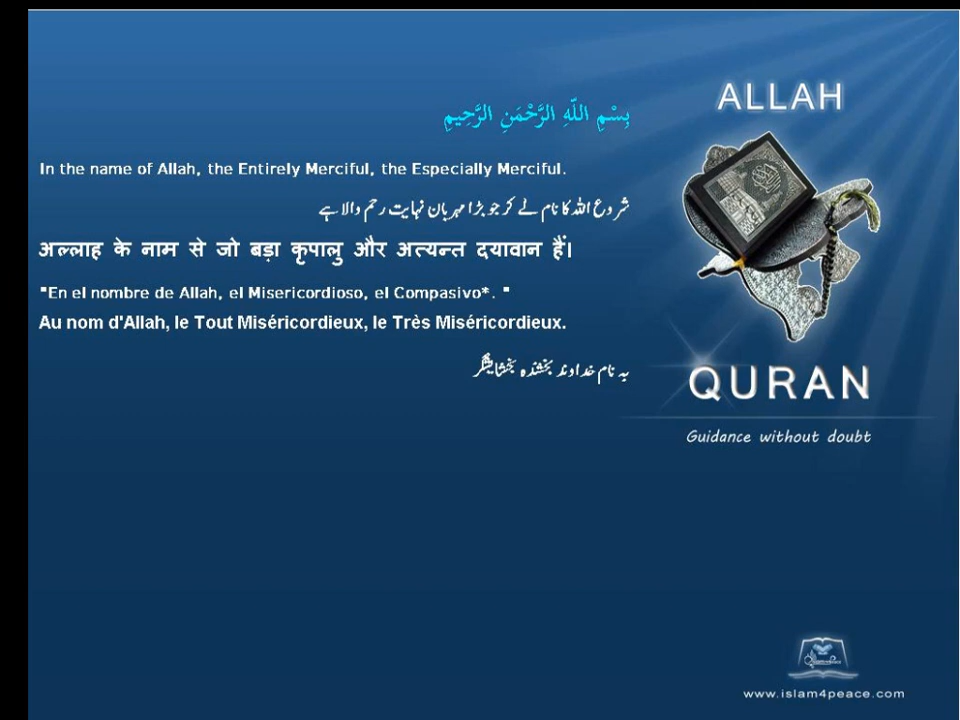 بِسْمِ اللَّهِ الرَّحْمَنِ الرَّحِيمِ
In the name of Allah, the Entirely Merciful, the Especially Merciful.
شروع الله کا نام لے کر جو بڑا مہربان نہایت رحم والا ہے
अल्लाह के नाम से जो बड़ा कृपालु और अत्यन्त दयावान हैं।
"En el nombre de Allah, el Misericordioso, el Compasivo*. "
Au nom d'Allah, le Tout Miséricordieux, le Très Miséricordieux.
به نام خداوند بخشنده بخشایشگر
ALLAH
QURAN
Guidance without doubt
www.islam4peace.com